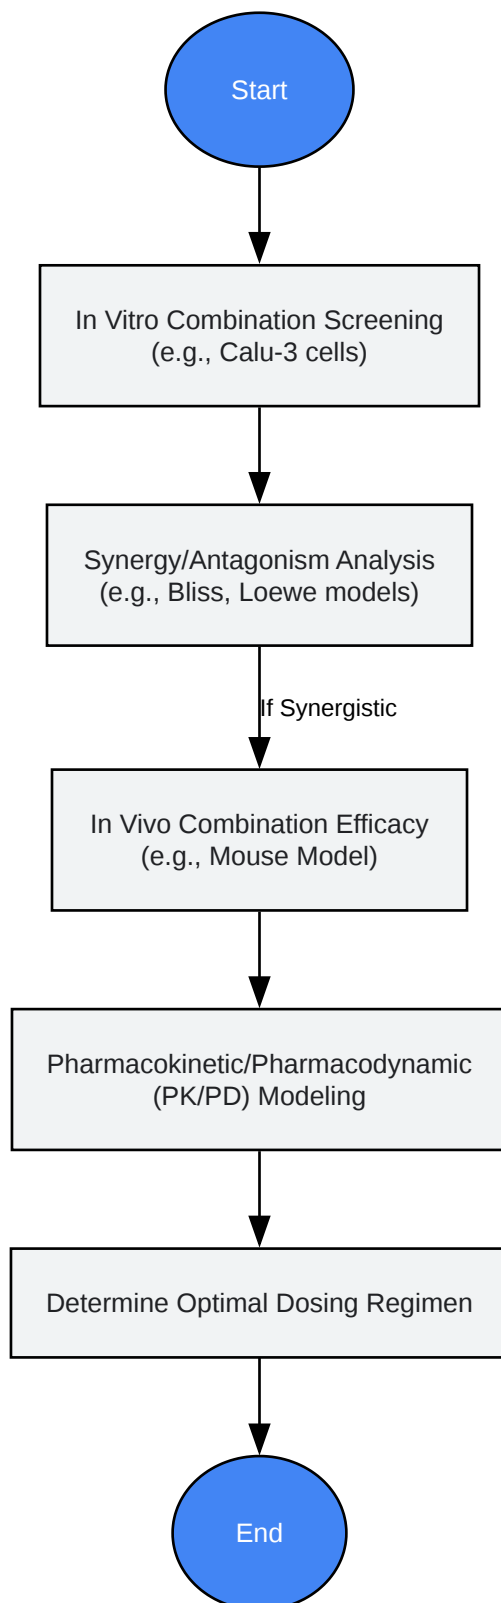 Start
In Vitro Combination Screening
(e.g., Calu-3 cells)
Synergy/Antagonism Analysis
(e.g., Bliss, Loewe models)
If Synergistic
In Vivo Combination Efficacy
(e.g., Mouse Model)
Pharmacokinetic/Pharmacodynamic
(PK/PD) Modeling
Determine Optimal Dosing Regimen
End